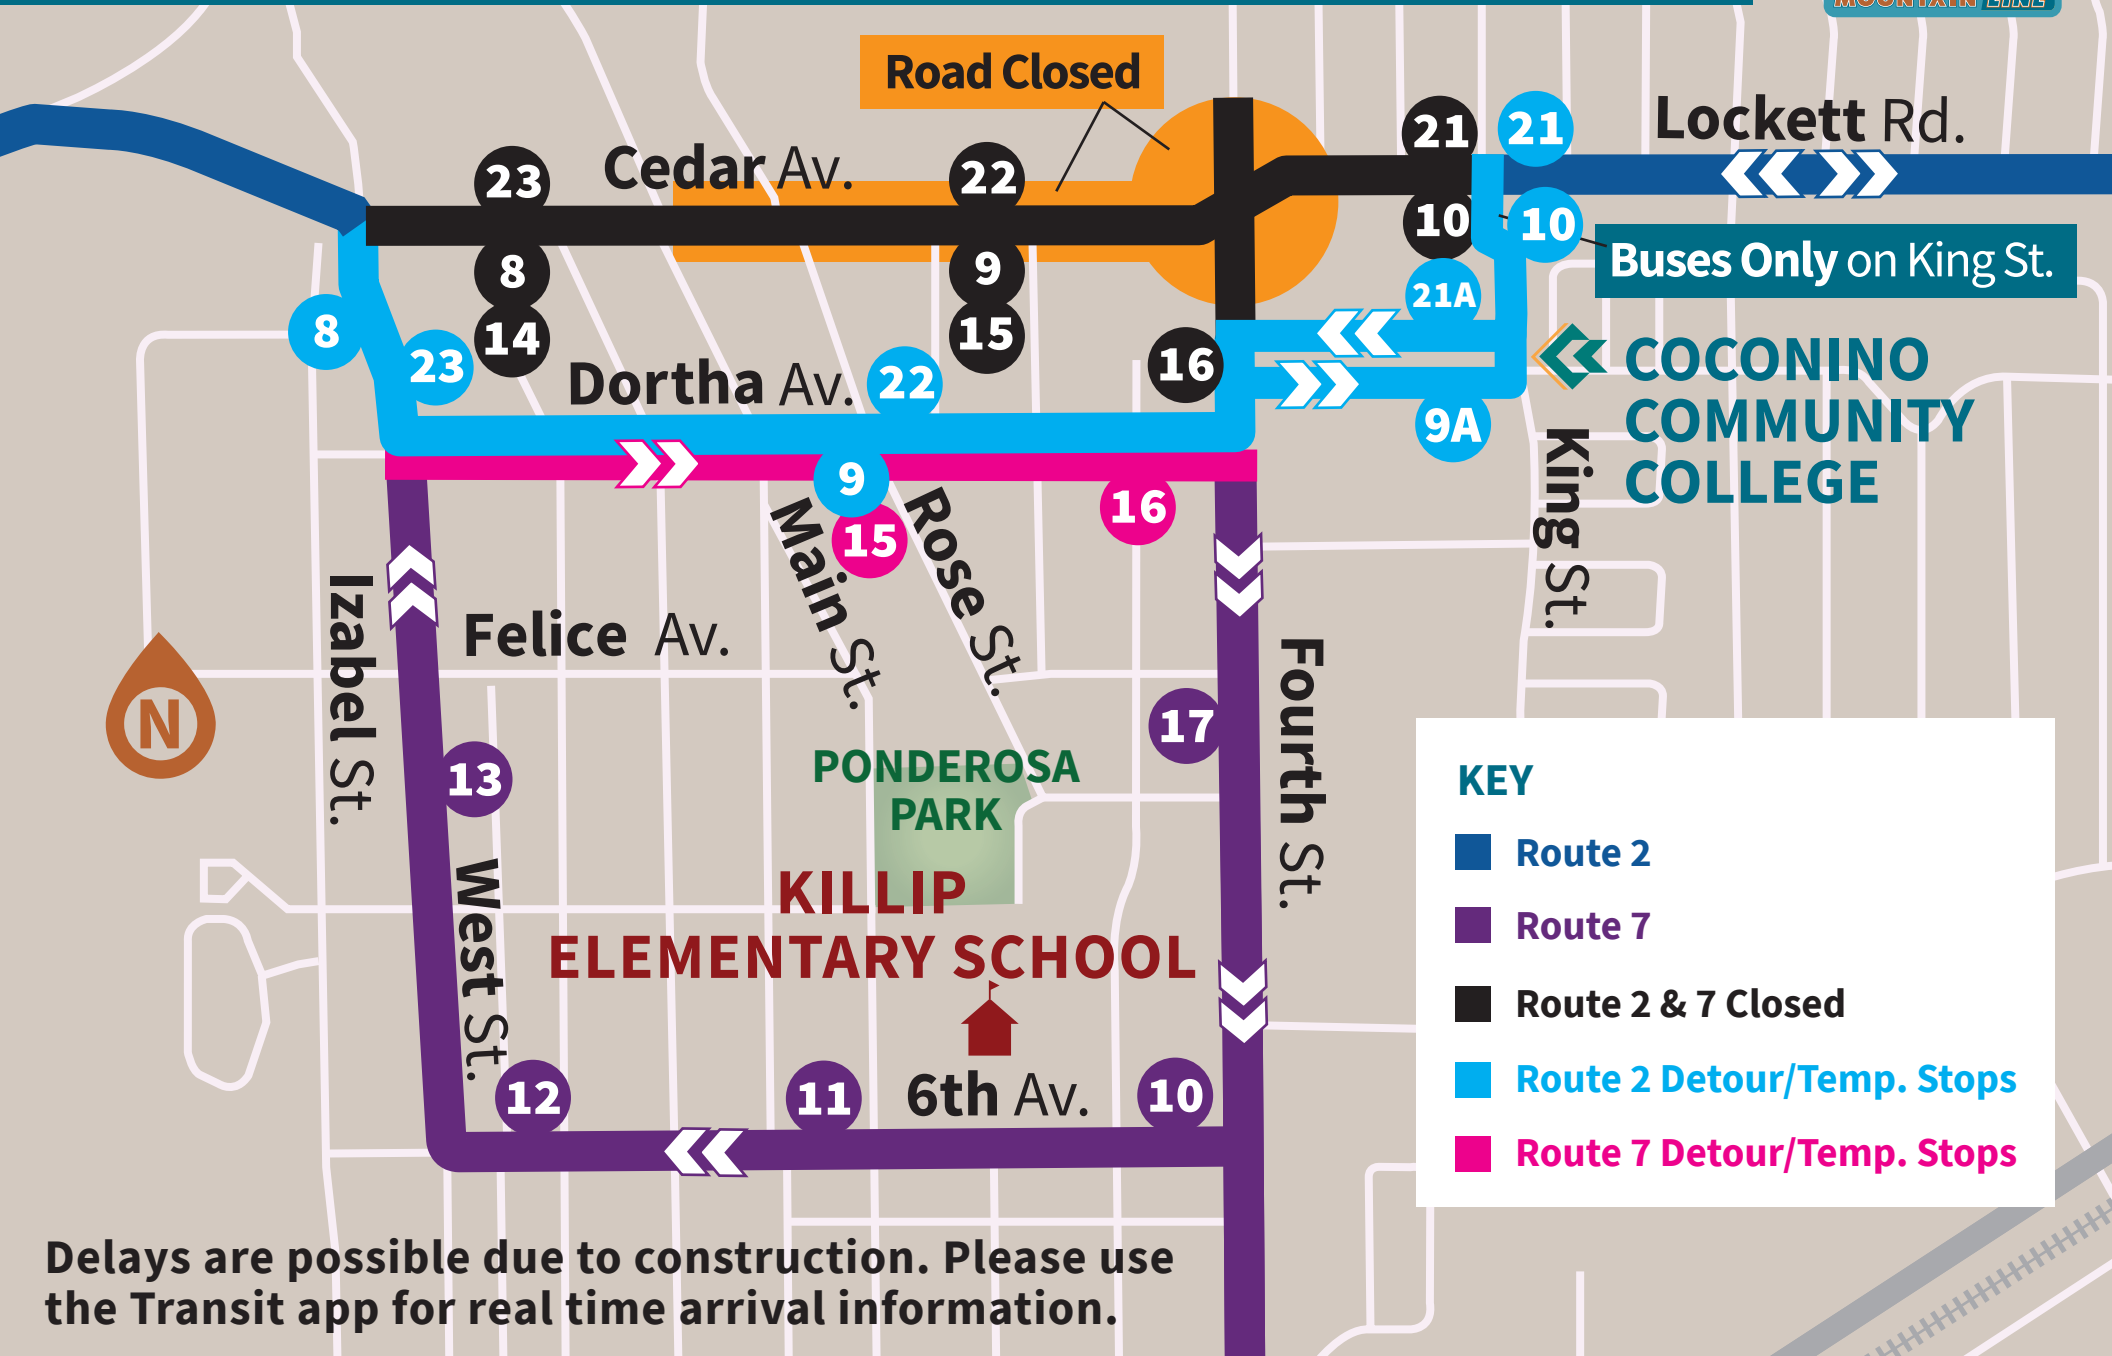 MOUNTAIN LINE
Road Closed
Lockett Rd.
21
21
Cedar Av.
23
22
10
10
Buses Only on King St.
8
9
21A
14
15
8
23
16
Dortha Av.
22
COCONINO
COMMUNITY
COLLEGE
9A
9
16
15
King St.
Main St.
Rose St.
Izabel St.
Felice Av.
Fourth St.
N
17
13
PONDEROSA
PARK
KEY
Route 2
Route 7
Route 2 & 7 Closed
Route 2 Detour/Temp. Stops
Route 7 Detour/Temp. Stops
West St.
KILLIP
ELEMENTARY SCHOOL
12
11
6th Av.
10
Delays are possible due to construction. Please use
the Transit app for real time arrival information.